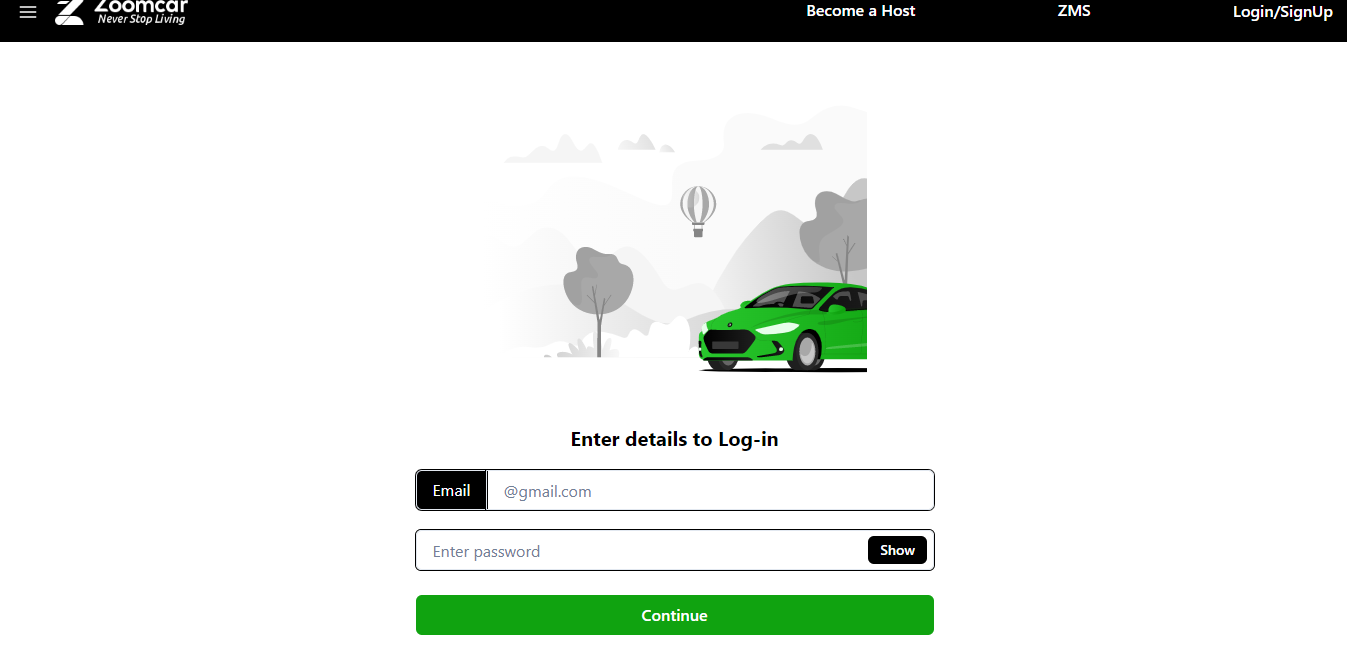 Zoomcar
Never Stop Living
Become a Host
ZMS
Login/SignUp
Enter details to Log-in
Email
@gmail.com
Enter password
Show
Continue